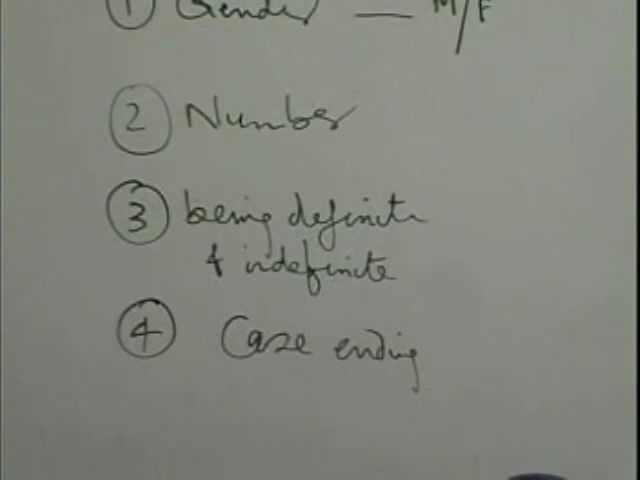 ① Gender — M/F
② Number
③ being definite
& indefinite
④ Case ending